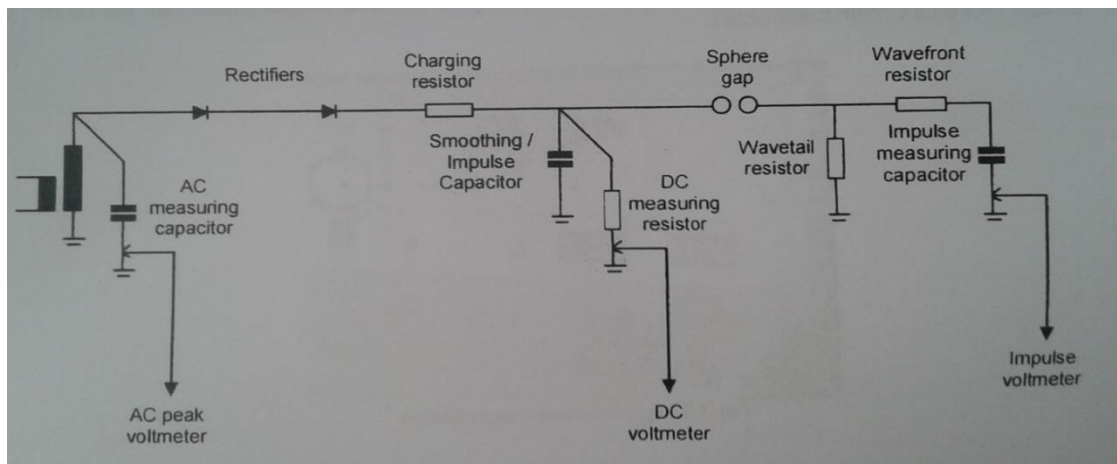 Rectifiers
Charging
resistor
Sphere
gap
Wavefront
resistor
Smoothing /
Impulse
Capacitor
Wavetail
resistor
Impulse
measuring
capacitor
AC
measuring
capacitor
DC
measuring
resistor
AC peak
voltmeter
DC
voltmeter
Impulse
voltmeter